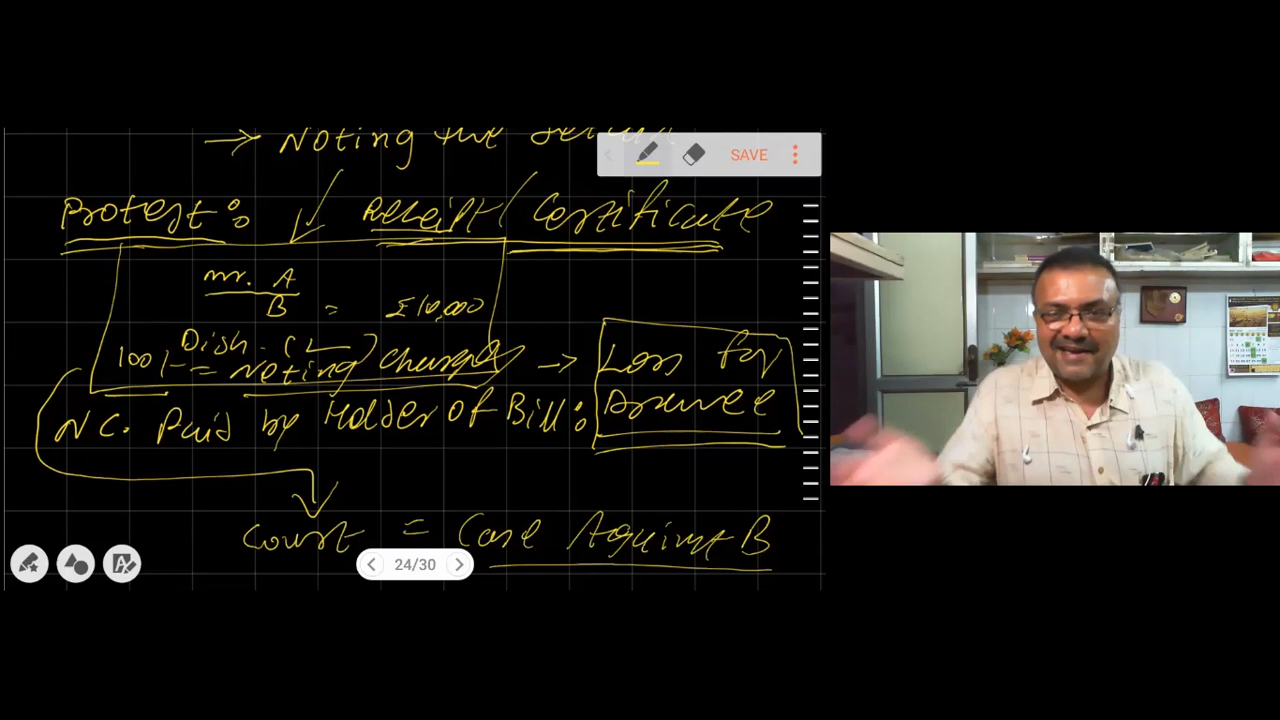 → Noting the
SAVE
Protest: Receipt / Certificate
Mr. A
B = ₹10,000
Dish. (L)
100/- = Noting Charges → Loss for
NC. Paid by Holder of Bill: Drawee
Court = Case Against B
24/30